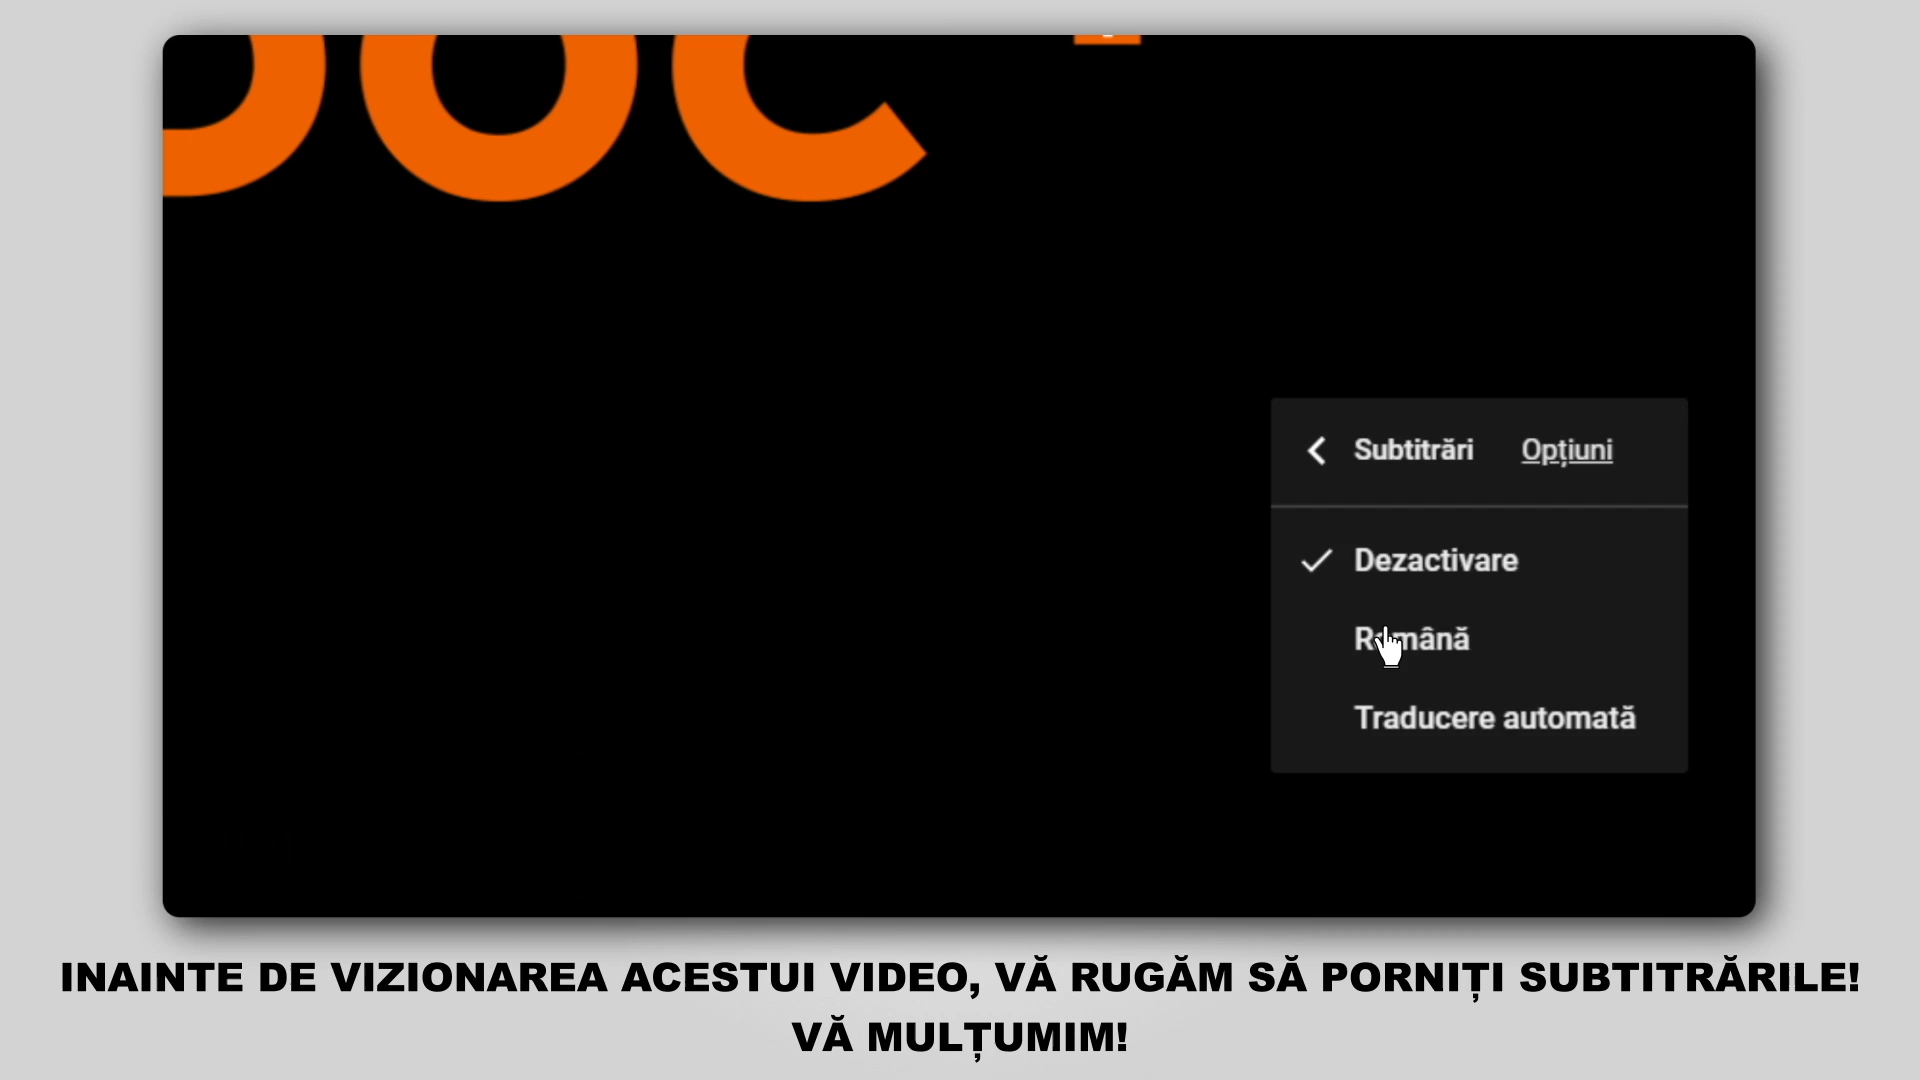 Subtitrări Opțiuni
Dezactivare
Română
Traducere automată
INAINTE DE VIZIONAREA ACESTUI VIDEO, VĂ RUGĂM SĂ PORNIȚI SUBTITRĂRILE!
VĂ MULȚUMIM!